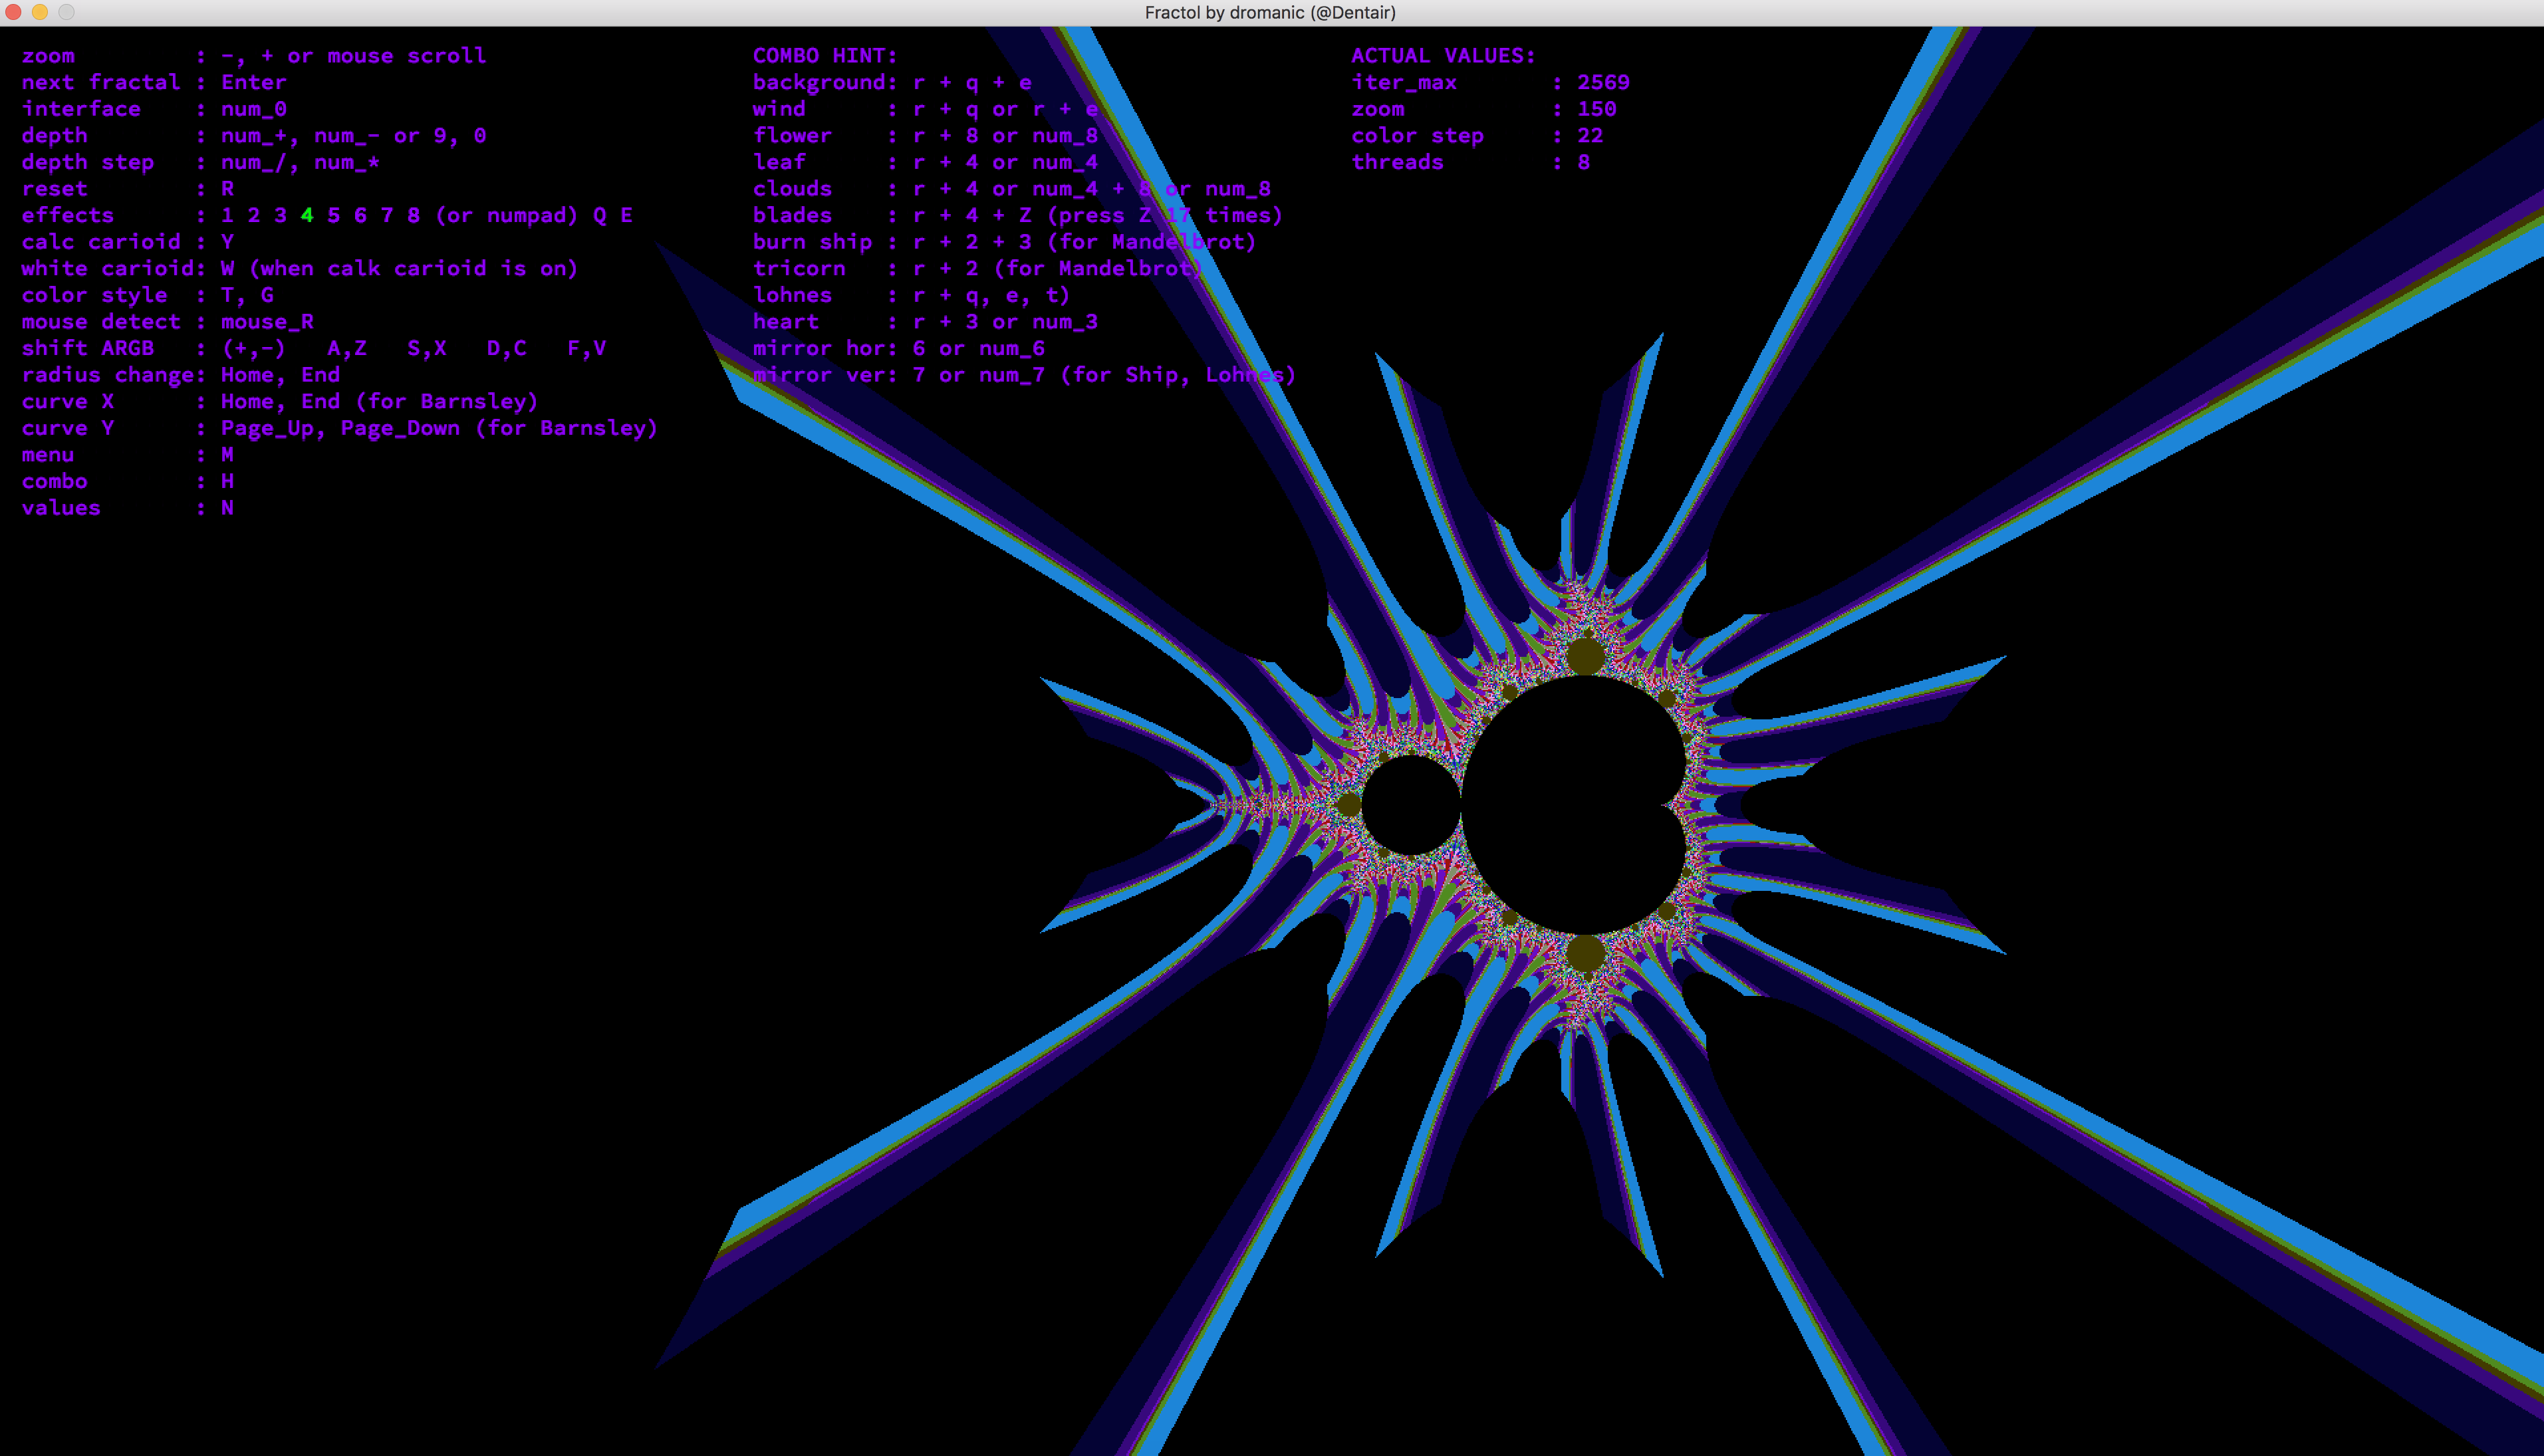 Fractol by dromanic (@Dentair)
zoom : -, + or mouse scroll
next fractal : Enter
interface : num_0
depth : num_+, num_- or 9, 0
depth step : num_/, num_*
reset : R
effects : 1 2 3 4 5 6 7 8 (or numpad) Q E
calc carioid : Y
white carioid: W (when calk carioid is on)
color style : T, G
mouse detect : mouse_R
shift ARGB : (+,-) A,Z S,X D,C F,V
radius change: Home, End
curve X : Home, End (for Barnsley)
curve Y : Page_Up, Page_Down (for Barnsley)
menu : M
combo : H
values : N
COMBO HINT:
background: r + q + e
wind : r + q or r + e
flower : r + 8 or num_8
leaf : r + 4 or num_4
clouds : r + 4 or num_4 + 8 or num_8
blades : r + 4 + Z (press Z 17 times)
burn ship : r + 2 + 3 (for Mandelbrot)
tricorn : r + 2 (for Mandelbrot)
lohnes : r + q, e, t)
heart : r + 3 or num_3
mirror hor: 6 or num_6
mirror ver: 7 or num_7 (for Ship, Lohnes)
ACTUAL VALUES:
iter_max : 2569
zoom : 150
color step : 22
threads : 8